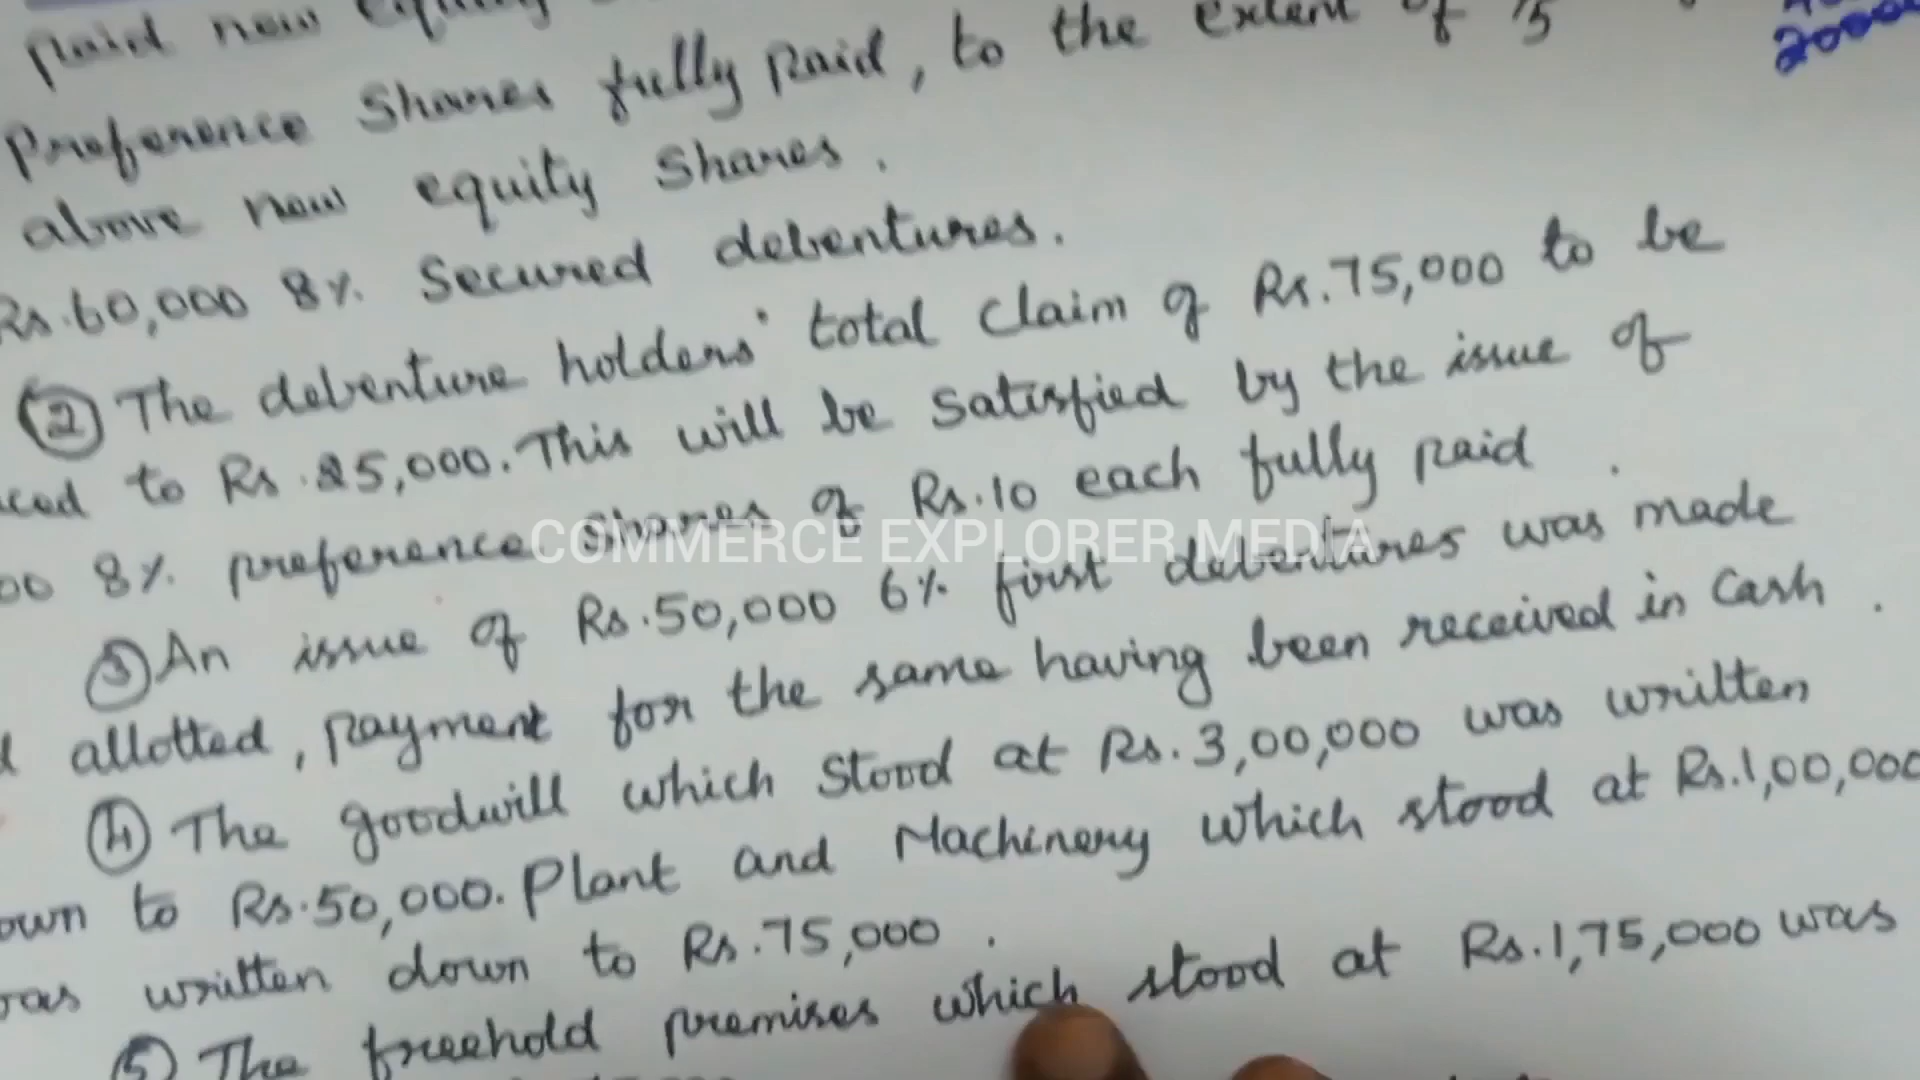 paid new equity
Preference Shares fully paid, to the extent of 1/5
above new equity shares.
Rs.60,000 8% Secured debentures.
② The debenture holders' total claim of Rs.75,000 to be
ced to Rs.25,000. This will be satisfied by the issue of
00 8% preference shares of Rs.10 each fully paid.
③ An issue of Rs.50,000 6% first debentures was made
d allotted, payment for the same having been received in cash.
④ The goodwill which stood at Rs.3,00,000 was written
own to Rs.50,000. Plant and Machinery which stood at Rs.1,00,000
was written down to Rs.75,000.
⑤ The freehold premises which stood at Rs.1,75,000 was
COMMERCE EXPLORER MEDIA